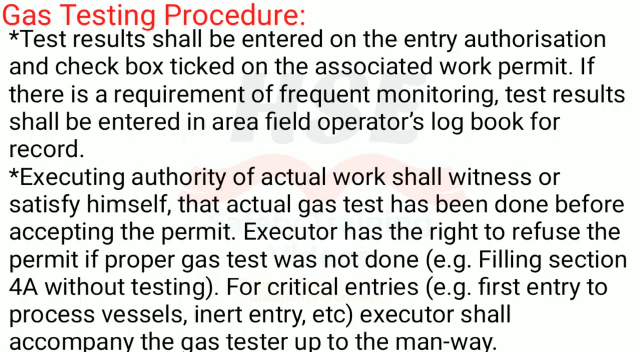 Gas Testing Procedure:
*Test results shall be entered on the entry authorisation
and check box ticked on the associated work permit. If
there is a requirement of frequent monitoring, test results
shall be entered in area field operator's log book for
record.
*Executing authority of actual work shall witness or
satisfy himself, that actual gas test has been done before
accepting the permit. Executor has the right to refuse the
permit if proper gas test was not done (e.g. Filling section
4A without testing). For critical entries (e.g. first entry to
process vessels, inert entry, etc) executor shall
accompany the gas tester up to the man-way.
HSE